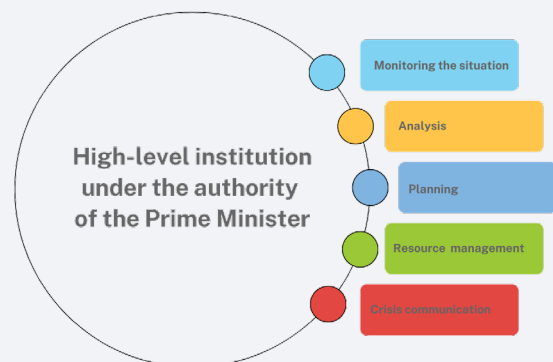 High-level institution
under the authority
of the Prime Minister
Monitoring the situation
Analysis
Planning
Resource management
Crisis communication